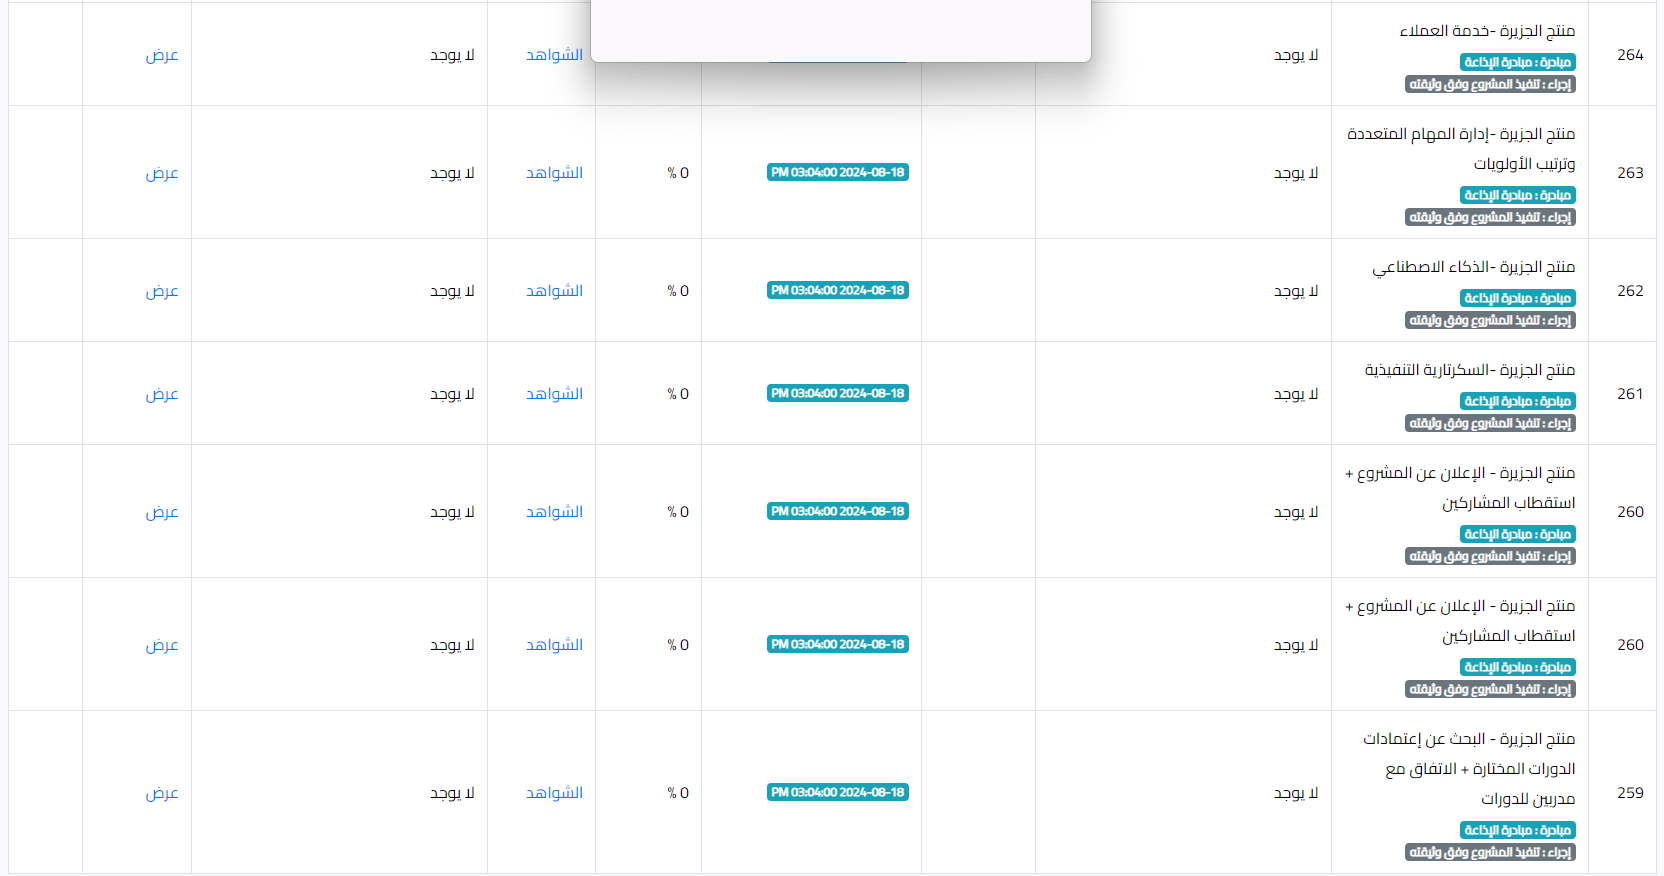 264
منتج الجزيرة -خدمة العملاء
مبادرة : مبادرة الإذاعة
إجراء : تنفيذ المشروع وفق وثيقته
لا يوجد
الشواهد
لا يوجد
عرض
263
منتج الجزيرة -إدارة المهام المتعددة
وترتيب الأولويات
مبادرة : مبادرة الإذاعة
إجراء : تنفيذ المشروع وفق وثيقته
لا يوجد
PM 03:04:00 2024-08-18
% 0
الشواهد
لا يوجد
عرض
262
منتج الجزيرة -الذكاء الاصطناعي
مبادرة : مبادرة الإذاعة
إجراء : تنفيذ المشروع وفق وثيقته
لا يوجد
PM 03:04:00 2024-08-18
% 0
الشواهد
لا يوجد
عرض
261
منتج الجزيرة -السكرتارية التنفيذية
مبادرة : مبادرة الإذاعة
إجراء : تنفيذ المشروع وفق وثيقته
لا يوجد
PM 03:04:00 2024-08-18
% 0
الشواهد
لا يوجد
عرض
260
منتج الجزيرة - الإعلان عن المشروع +
استقطاب المشاركين
مبادرة : مبادرة الإذاعة
إجراء : تنفيذ المشروع وفق وثيقته
لا يوجد
PM 03:04:00 2024-08-18
% 0
الشواهد
لا يوجد
عرض
260
منتج الجزيرة - الإعلان عن المشروع +
استقطاب المشاركين
مبادرة : مبادرة الإذاعة
إجراء : تنفيذ المشروع وفق وثيقته
لا يوجد
PM 03:04:00 2024-08-18
% 0
الشواهد
لا يوجد
عرض
259
منتج الجزيرة - البحث عن إعتمادات
الدورات المختارة + الاتفاق مع
مدربين للدورات
مبادرة : مبادرة الإذاعة
إجراء : تنفيذ المشروع وفق وثيقته
لا يوجد
PM 03:04:00 2024-08-18
% 0
الشواهد
لا يوجد
عرض